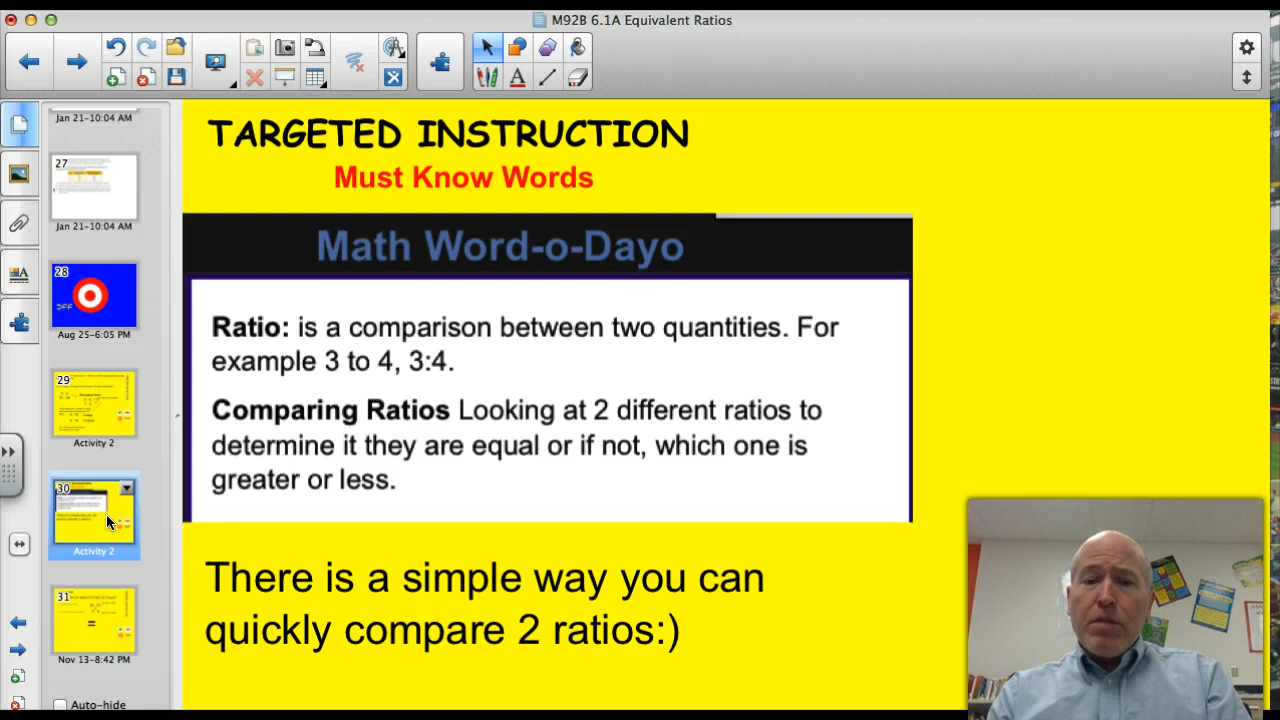 M92B 6.1A Equivalent Ratios
Jan 21-10:04 AM
27
Jan 21-10:04 AM
28
Aug 25-6:05 PM
29
Activity 2
30
Activity 2
31
=
Nov 13-8:42 PM
Auto-hide
TARGETED INSTRUCTION
Must Know Words
Math Word-o-Dayo
Ratio: is a comparison between two quantities. For
example 3 to 4, 3:4.
Comparing Ratios Looking at 2 different ratios to
determine it they are equal or if not, which one is
greater or less.
There is a simple way you can
quickly compare 2 ratios:)